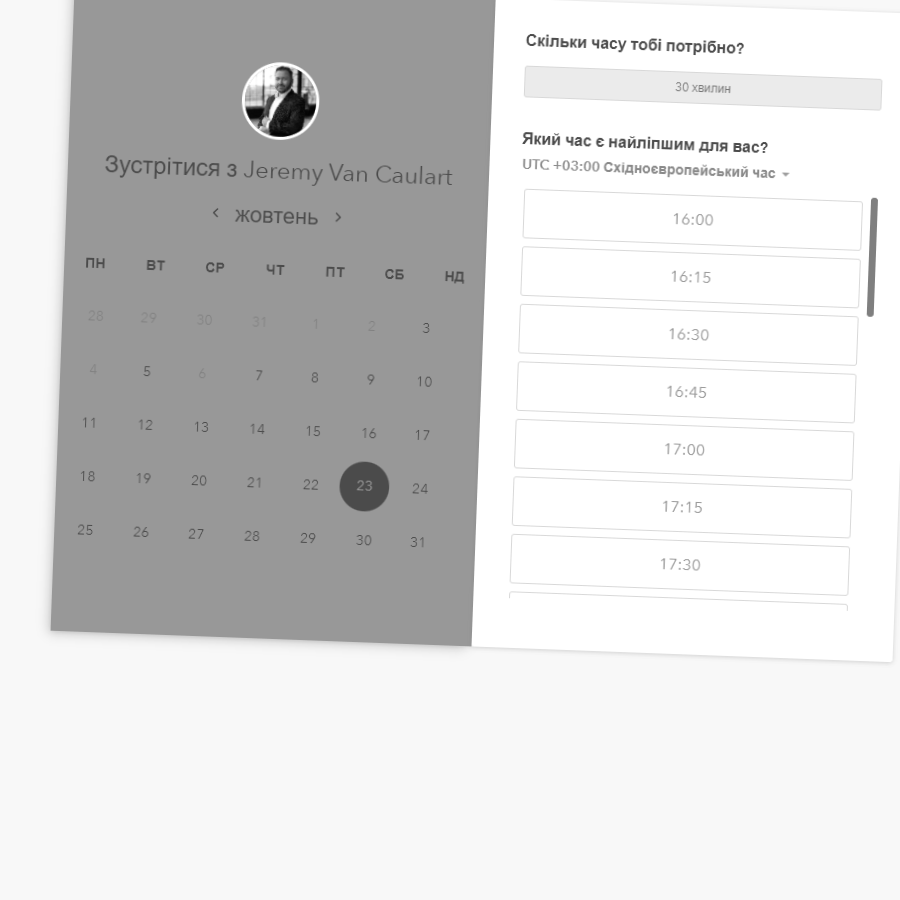 Зустрітися з Jeremy Van Caulart
жовтень
ПН ВТ СР ЧТ ПТ СБ НД
28 29 30 31 1 2 3
4 5 6 7 8 9 10
11 12 13 14 15 16 17
18 19 20 21 22 23 24
25 26 27 28 29 30 31
Скільки часу тобі потрібно?
30 хвилин
Який час є найліпшим для вас?
UTC +03:00 Східноєвропейський час
16:00
16:15
16:30
16:45
17:00
17:15
17:30